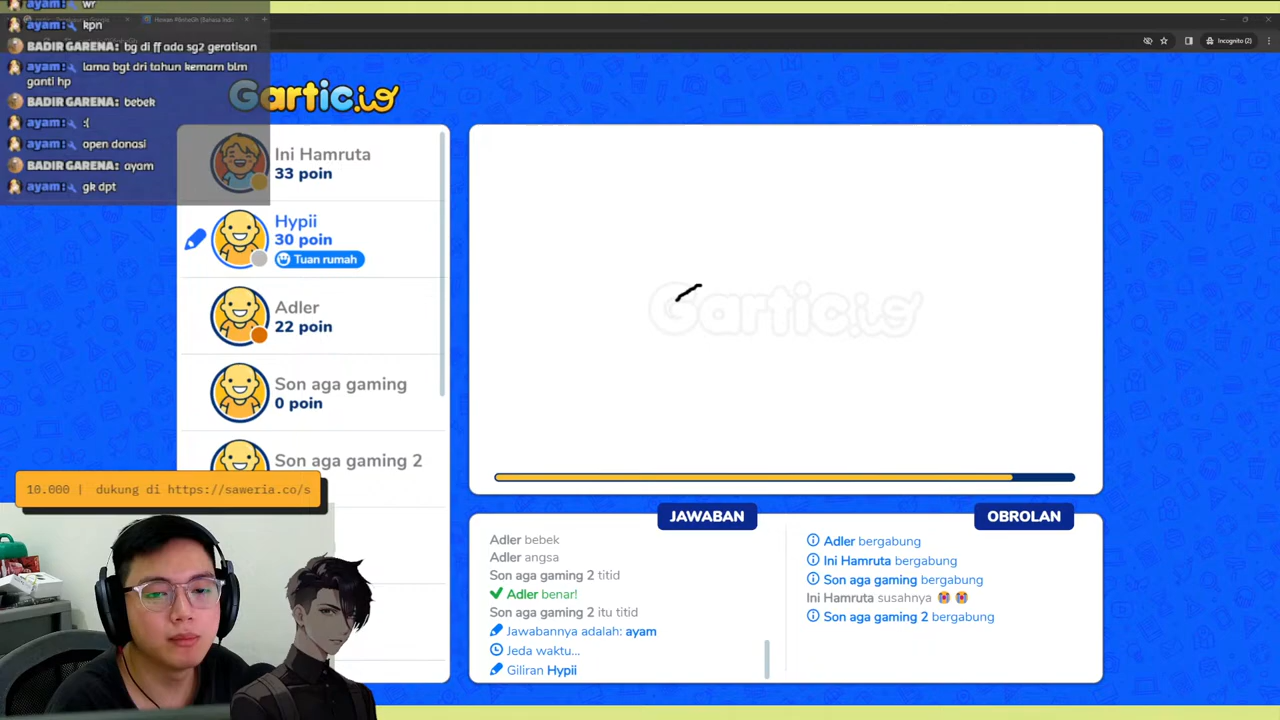 ayam: wr
ayam: kpn
BADIR GARENA: bg di ff ada sg2 geratisan
ayam: lama bgt dri tahun kemarn blm
ganti hp
BADIR GARENA: bebek
ayam: :(
ayam: open donasi
BADIR GARENA: ayam
ayam: gk dpt
Incognito (2)
Gartic.io
Ini Hamruta
33 poin
Hypii
30 poin
Tuan rumah
Adler
22 poin
Son aga gaming
0 poin
Son aga gaming 2
10.000 | dukung di https://saweria.co/s
Gartic.io
JAWABAN
Adler bebek
Adler angsa
Son aga gaming 2 titid
Adler benar!
Son aga gaming 2 itu titid
Jawabannya adalah: ayam
Jeda waktu...
Giliran Hypii
OBROLAN
Adler bergabung
Ini Hamruta bergabung
Son aga gaming bergabung
Ini Hamruta susahnya
Son aga gaming 2 bergabung